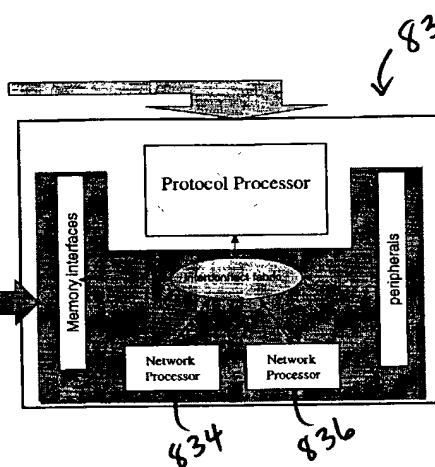 83
Protocol Processor
Memory Interfaces
Interconnect fabric
peripherals
Network
Processor
Network
Processor
834
836